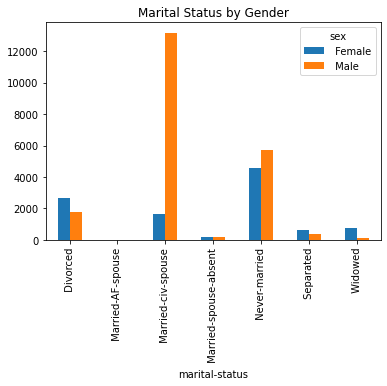 Marital Status by Gender
sex
Female
Male
12000
10000
8000
6000
4000
2000
0
Divorced
Married-AF-spouse
Married-civ-spouse
Married-spouse-absent
Never-married
Separated
Widowed
marital-status